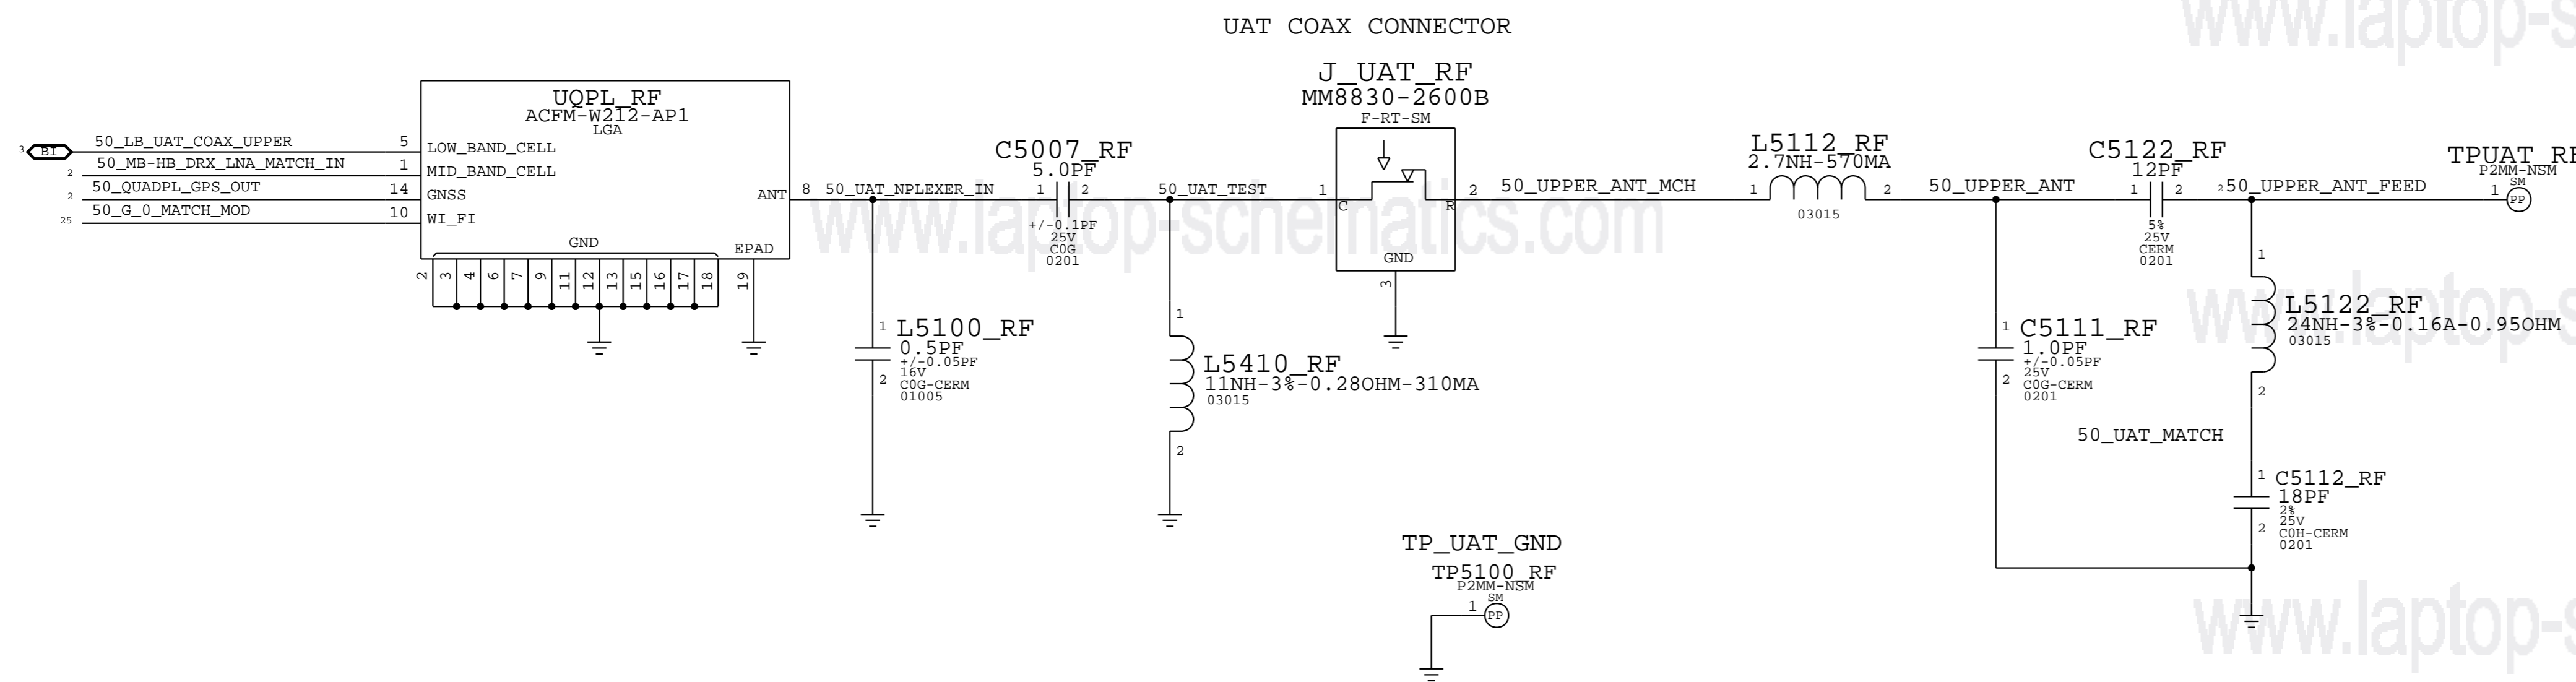 UAT COAX CONNECTOR
www.laptop-s
J_UAT_RF
MM8830-2600B
F-RT-SM
C
R
GND
1
2
3
UQPL_RF
ACFM-W212-AP1
LGA
3 BI 50_LB_UAT_COAX_UPPER 5 LOW_BAND_CELL
2 50_MB-HB_DRX_LNA_MATCH_IN 1 MID_BAND_CELL
2 50_QUADPL_GPS_OUT 14 GNSS
25 50_G_0_MATCH_MOD 10 WI_FI
ANT 8 50_UAT_NPLEXER_IN
GND
EPAD
2 3 4 6 7 9 11 12 13 15 16 17 18 19
C5007_RF
5.0PF
1 2
+/-0.1PF
25V
C0G
0201
50_UAT_TEST
www.laptop-schematics.com
50_UPPER_ANT_MCH
L5112_RF
2.7NH-570MA
1 2
03015
50_UPPER_ANT
C5122_RF
12PF
1 2
5%
25V
CERM
0201
2 50_UPPER_ANT_FEED
TPUAT_RF
P2MM-NSM
SM
1 PP
1 L5100_RF
0.5PF
+/-0.05PF
16V
2 C0G-CERM
01005
1
L5410_RF
11NH-3%-0.28OHM-310MA
03015
2
1 C5111_RF
1.0PF
+/-0.05PF
25V
2 C0G-CERM
0201
1
L5122_RF
24NH-3%-0.16A-0.95OHM
03015
2
www.laptop-s
50_UAT_MATCH
1 C5112_RF
18PF
2%
25V
2 C0H-CERM
0201
TP_UAT_GND
TP5100_RF
P2MM-NSM
SM
1 PP
www.laptop-s